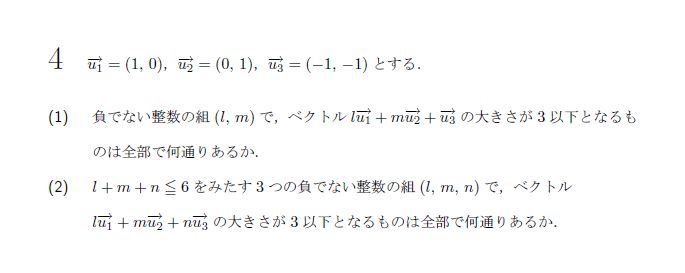 4 $\overrightarrow{u_1} = (1, 0)$, $\overrightarrow{u_2} = (0, 1)$, $\overrightarrow{u_3} = (-1, -1)$ とする.
(1) 負でない整数の組 $(l, m)$ で, ベクトル $l\overrightarrow{u_1} + m\overrightarrow{u_2} + \overrightarrow{u_3}$ の大きさが 3 以下となるも
のは全部で何通りあるか.
(2) $l + m + n \leqq 6$ をみたす 3 つの負でない整数の組 $(l, m, n)$ で, ベクトル
$l\overrightarrow{u_1} + m\overrightarrow{u_2} + n\overrightarrow{u_3}$ の大きさが 3 以下となるものは全部で何通りあるか.